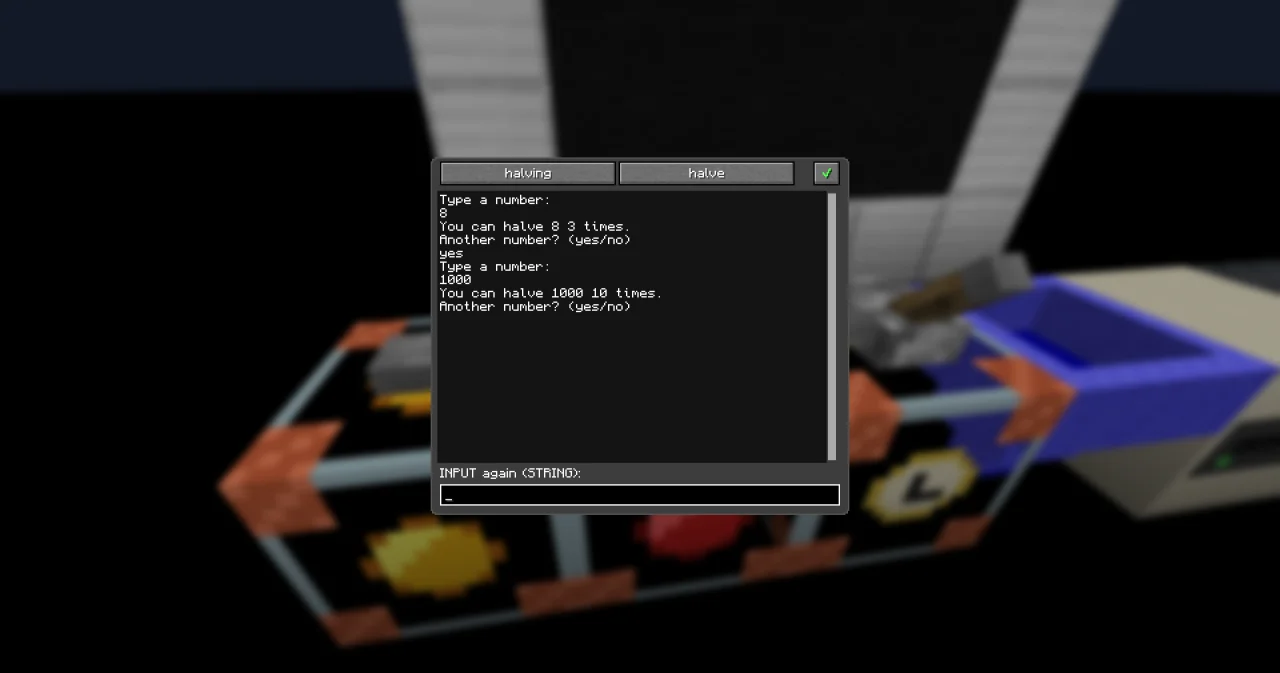 halving halve ✓
Type a number:
8
You can halve 8 3 times.
Another number? (yes/no)
yes
Type a number:
1000
You can halve 1000 10 times.
Another number? (yes/no)
INPUT again (STRING):
_
L